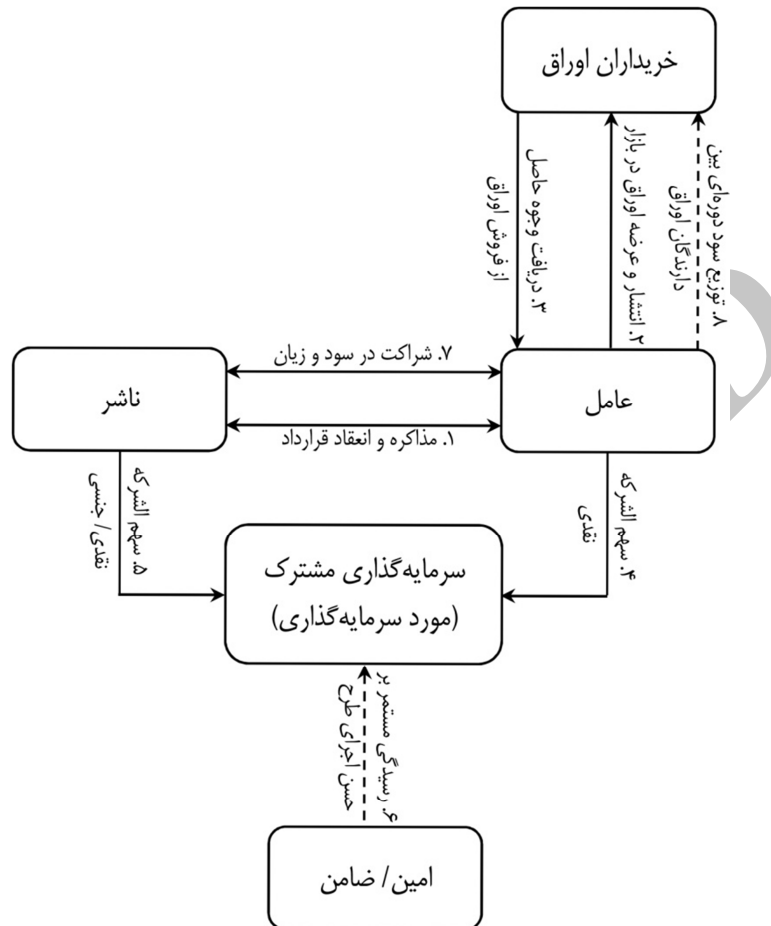 خریداران اوراق
۸. توزیع سود دوره‌ای بین
دارندگان اوراق
۲. انتشار و عرضه اوراق در بازار
۳. دریافت وجوه حاصل
از فروش اوراق
عامل
۷. شراکت در سود و زیان
ناشر
۱. مذاکره و انعقاد قرارداد
۴. سهم الشرکه
نقدی
۵. سهم الشرکه
نقدی/ جنسی
سرمایه‌گذاری مشترک
(مورد سرمایه‌گذاری)
۶. رسیدگی مستمر بر
حسن اجرای طرح
امین/ ضامن